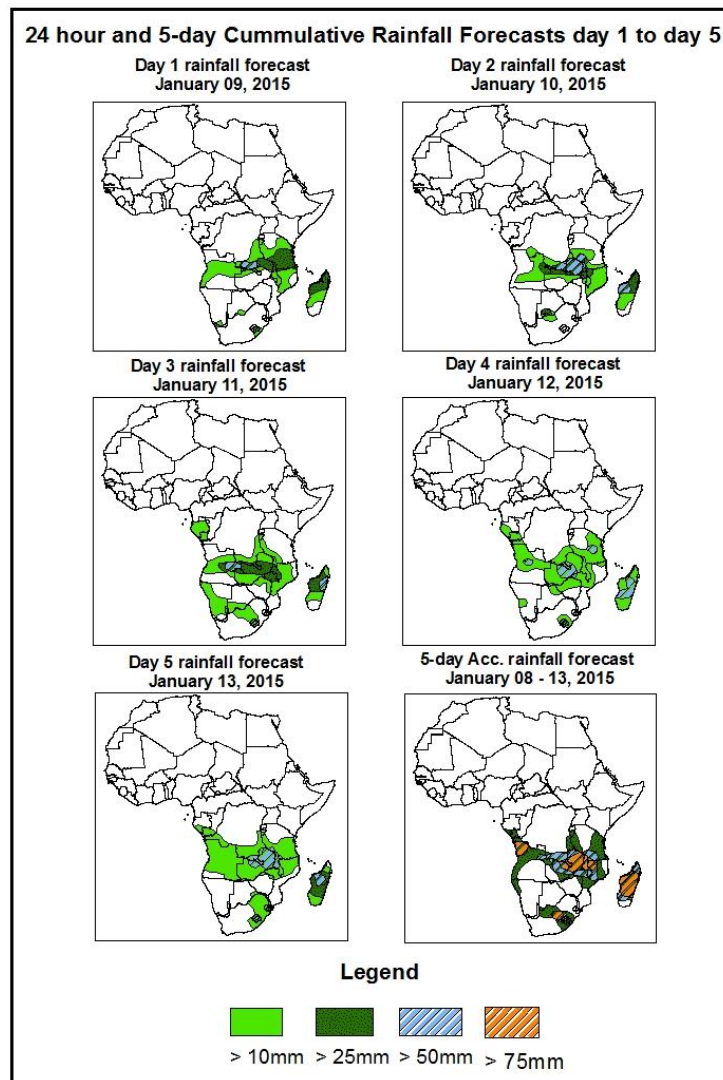 24 hour and 5-day Cummulative Rainfall Forecasts day 1 to day 5
Day 1 rainfall forecast
January 09, 2015
Day 2 rainfall forecast
January 10, 2015
Day 3 rainfall forecast
January 11, 2015
Day 4 rainfall forecast
January 12, 2015
Day 5 rainfall forecast
January 13, 2015
5-day Acc. rainfall forecast
January 08 - 13, 2015
Legend
> 10mm > 25mm > 50mm > 75mm